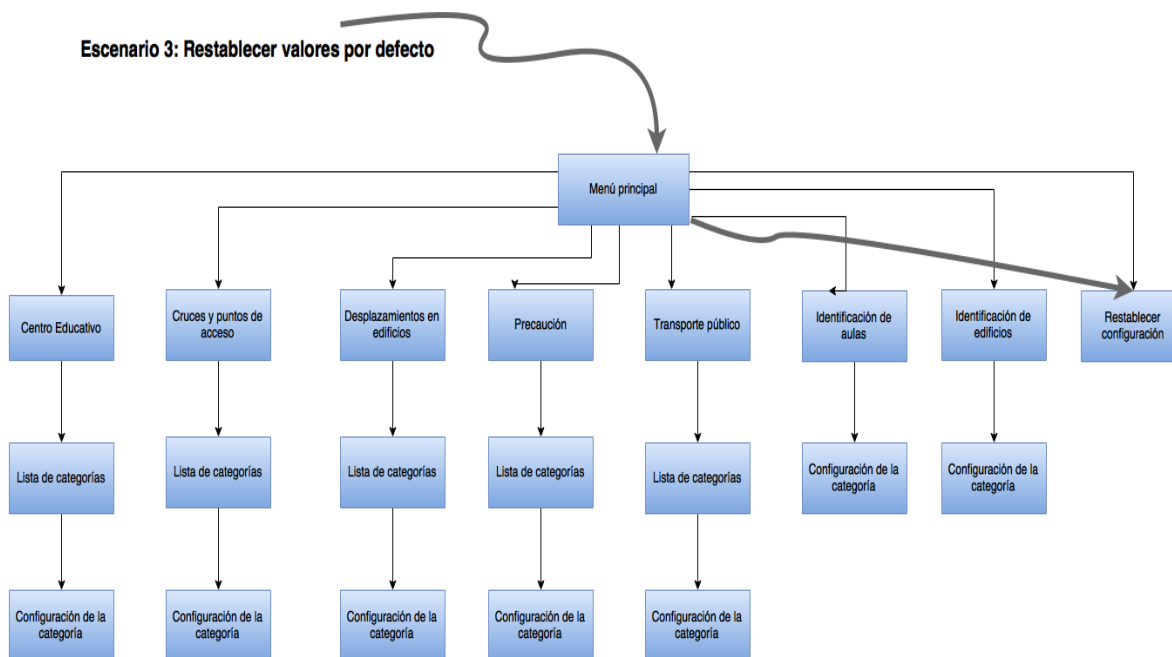 Escenario 3: Restablecer valores por defecto
Menú principal
Centro Educativo
Cruces y puntos de
acceso
Desplazamientos en
edificios
Precaución
Transporte público
Identificación de
aulas
Identificación de
edificios
Restablecer
configuración
Lista de categorías
Lista de categorías
Lista de categorías
Lista de categorías
Lista de categorías
Configuración de la
categoría
Configuración de la
categoría
Configuración de la
categoría
Configuración de la
categoría
Configuración de la
categoría
Configuración de la
categoría
Configuración de la
categoría